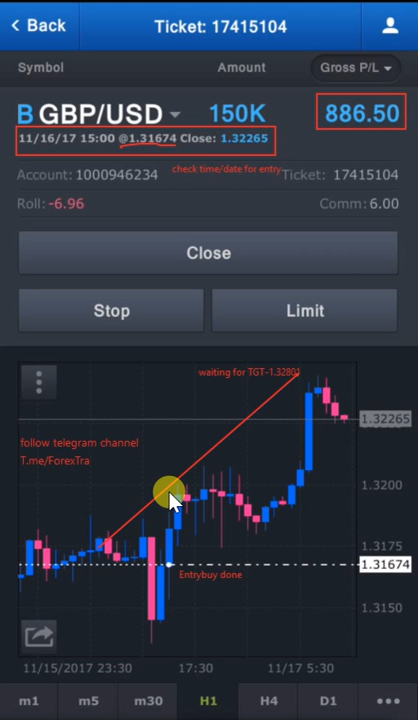 Back
Ticket: 17415104
Symbol Amount Gross P/L
B GBP/USD 150K 886.50
11/16/17 15:00 @1.31674 Close: 1.32265
check time/date for entry
Account: 1000946234 Ticket: 17415104
Roll: -6.96 Comm: 6.00
Close
Stop Limit
waiting for TGT-1.32801
1.32265
follow telegram channel
T.me/ForexTra
1.3200
1.3175
1.31674
Entrybuy done
1.3150
11/15/2017 23:30 17:30 11/17 5:30
m1 m5 m30 H1 H4 D1